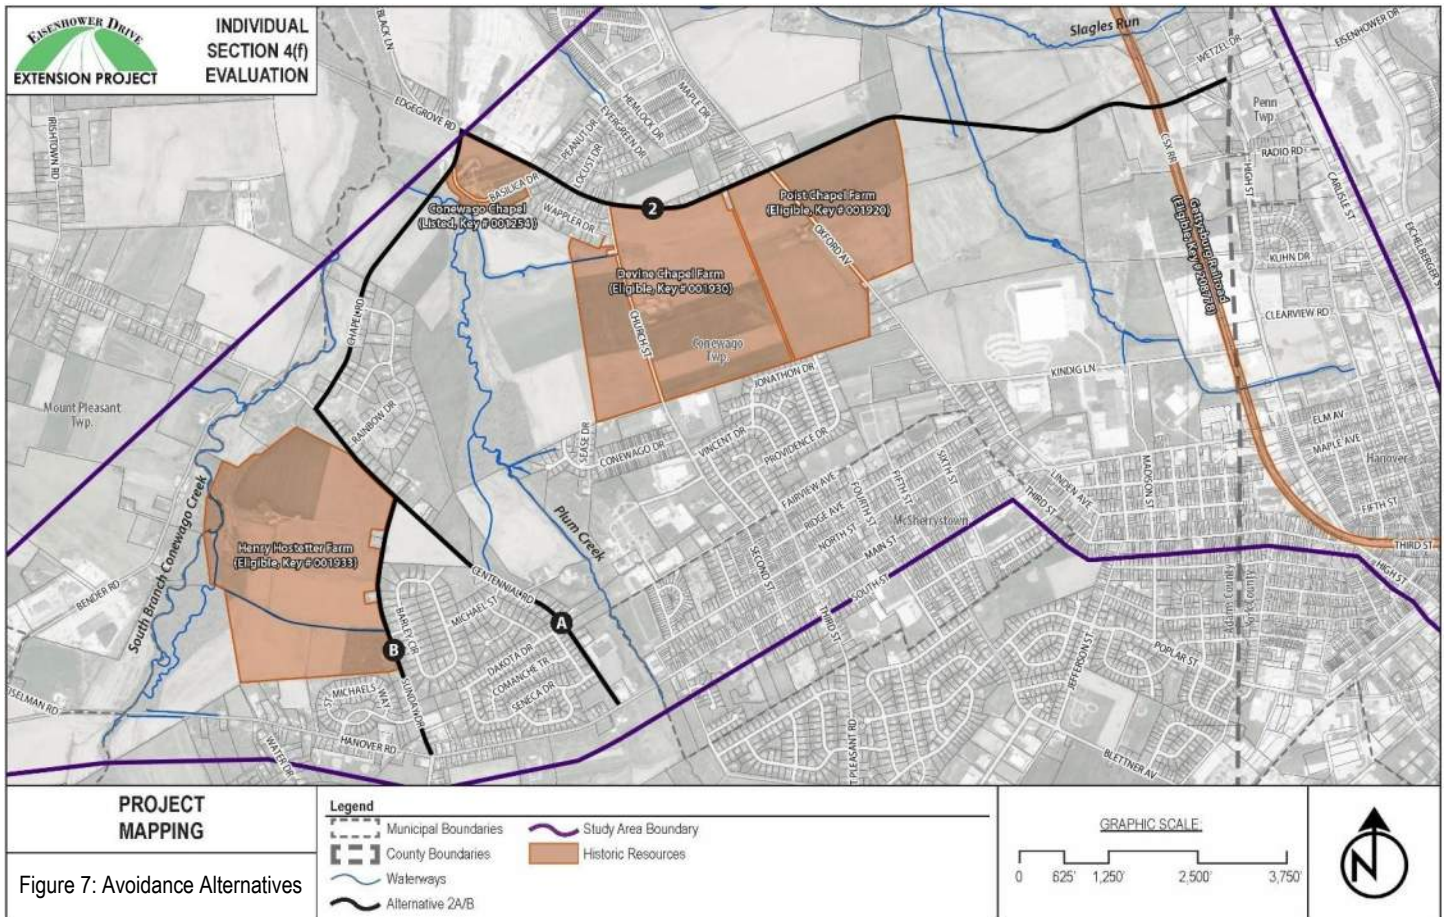 EISENHOWER DRIVE
EXTENSION PROJECT
INDIVIDUAL
SECTION 4(f)
EVALUATION
BLACK LN
EDGEGROVE RD
IRISHTOWN RD
Slagles Run
WETZEL DR
EISENHOWER DR
MAPLE DR
HEMLOCK DR
EVERGREEN DR
PEANUT DR
LOCUST DR
BASILICA DR
WAPPLER DR
Penn
Twp.
CSX RR
HIGH ST
RADIO RD
CARLISLE ST
2
Conewago Chapel
(Listed, Key # 001254)
Poist Chapel Farm
(Eligible, Key # 001920)
OXFORD AV
Devine Chapel Farm
(Eligible, Key # 001930)
Gettysburg Railroad
(Eligible, Key # 208778)
KUHN DR
EICHELBERGER ST
CHAPEL RD
CHURCH ST
Conewago
Twp.
CLEARVIEW RD
KINDIG LN
JONATHON DR
Mount Pleasant
Twp.
RAINBOW DR
SEASE DR
CONEWAGO DR
VINCENT DR
PROVIDENCE DR
ELM AV
MAPLE AVE
Hanover
MADISON ST
LINDEN AVE
THIRD ST
SIXTH ST
FIFTH ST
FOURTH ST
FAIRVIEW AVE
RIDGE AVE
NORTH ST
MAIN ST
McSherrystown
FIFTH ST
South Branch Conewago Creek
Plum Creek
Henry Hostetter Farm
(Eligible, Key # 001933)
SECOND ST
SOUTH ST
THIRD ST
THIRD ST
HIGH ST
BENDER RD
CENTENNIAL RD
MICHAEL ST
BARLEY CIR
A
B
DAKOTA DR
COMANCHE TR
SENECA DR
Adams County
York County
POPLAR ST
JEFFERSON ST
ST MICHAELS
WAY
SUNDAY DR
HANOVER RD
WATER DR
BLETTNER AV
PROJECT
MAPPING
Figure 7: Avoidance Alternatives
Legend
Municipal Boundaries
County Boundaries
Waterways
Alternative 2A/B
Study Area Boundary
Historic Resources
GRAPHIC SCALE:
0 625' 1,250' 2,500' 3,750'
N